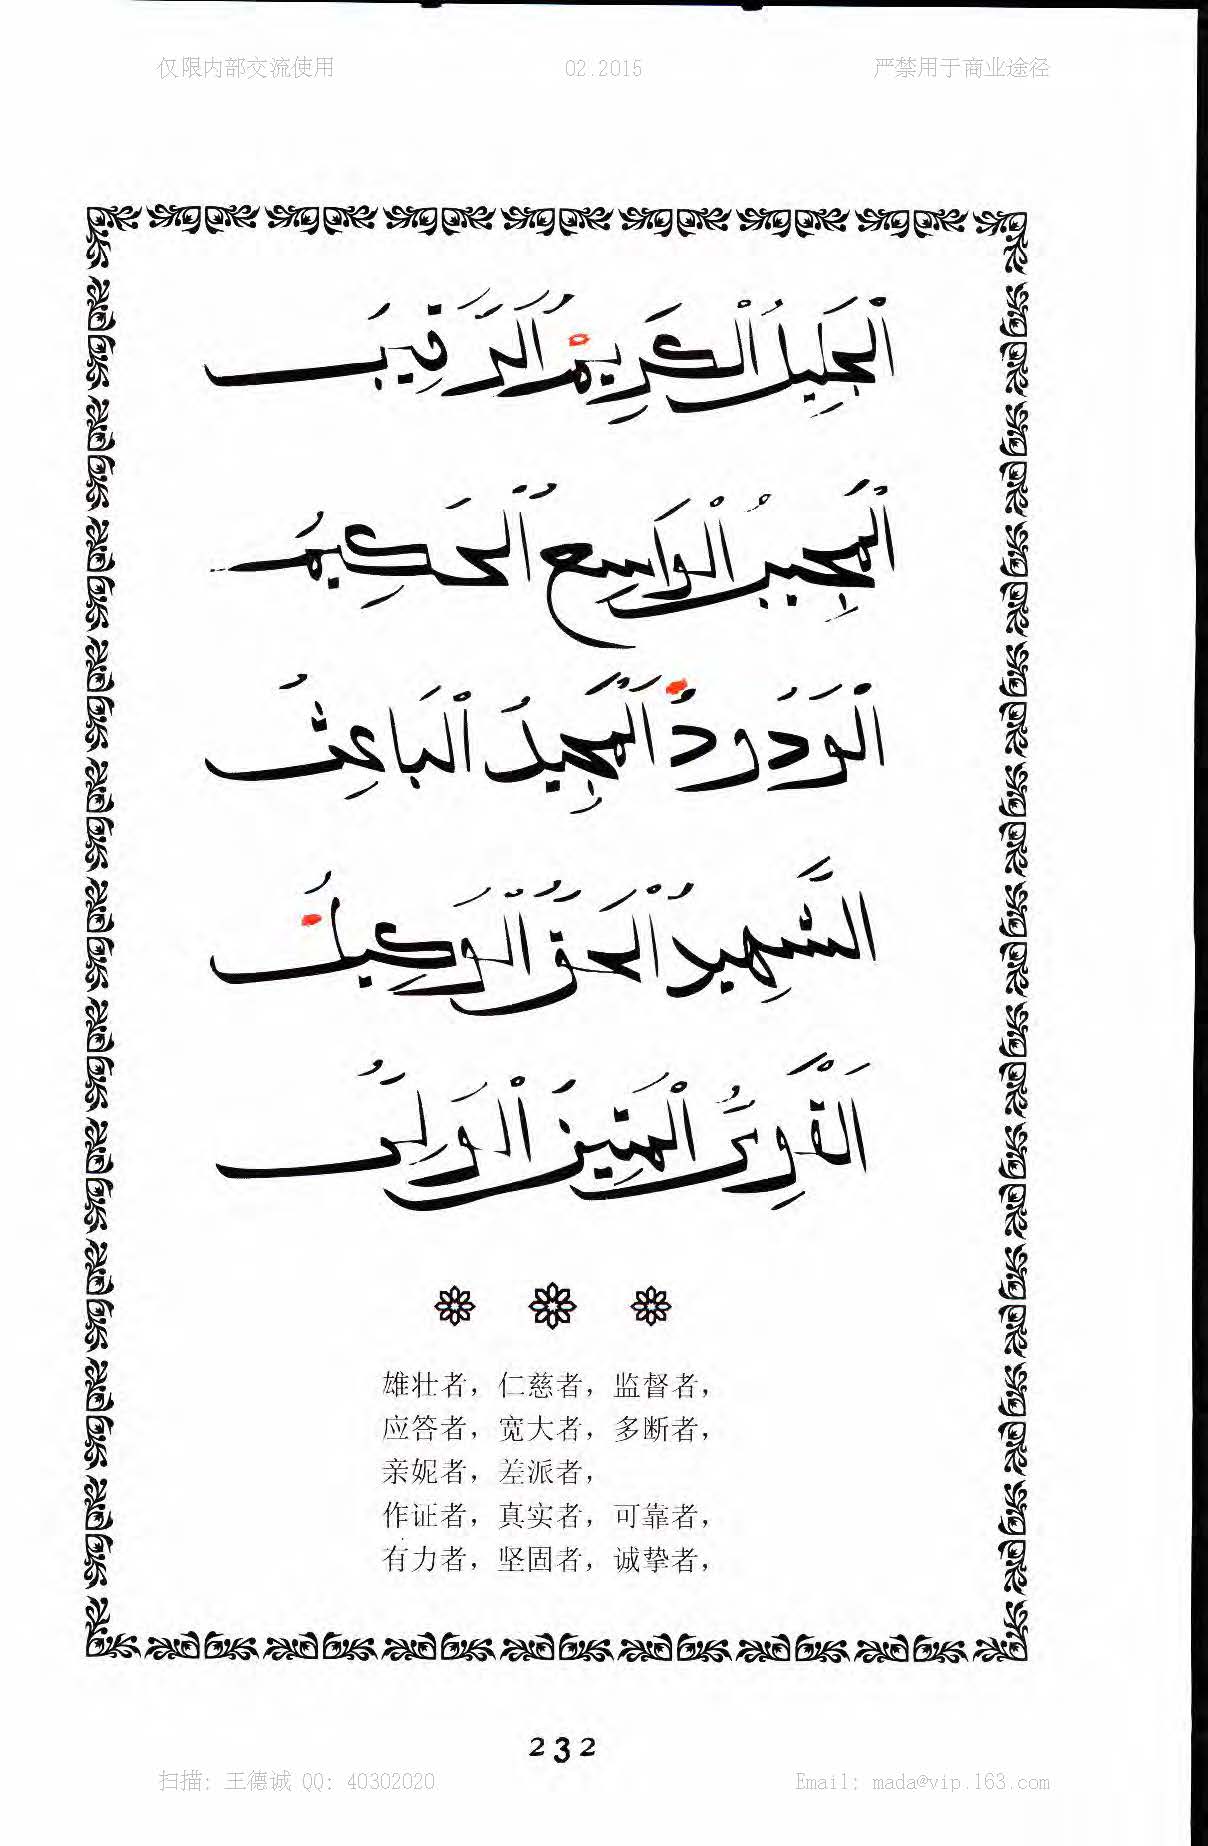 仅限内部交流使用 02.2015 严禁用于商业途径
اَلْجَلِيلُ الْكَرِيمُ الرَّقِيبُ
اَلْمُجِيبُ الْوَاسِعُ الْحَكِيمُ
اَلْوَدُودُ الْمَجِيدُ الْبَاعِثُ
اَلشَّهِيدُ الْحَقُّ الْوَكِيلُ
اَلْقَوِيُّ الْمَتِينُ الْوَلِيُّ
雄壮者，仁慈者，监督者，
应答者，宽大者，多断者，
亲妮者，差派者，
作证者，真实者，可靠者，
有力者，坚固者，诚挚者，
232
扫描: 王德诚 QQ: 40302020 Email: mada@vip.163.com